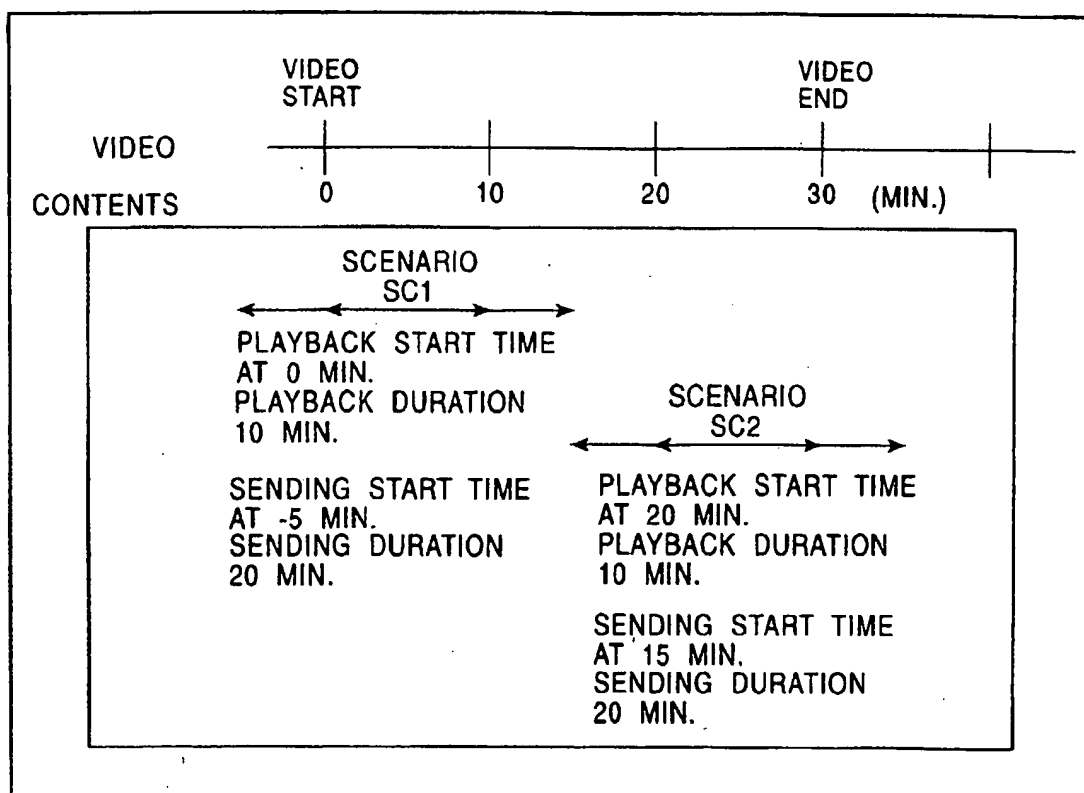 VIDEO
START
VIDEO
END
VIDEO
0 10 20 30 (MIN.)
CONTENTS
SCENARIO
SC1
PLAYBACK START TIME
AT 0 MIN.
PLAYBACK DURATION
10 MIN.
SENDING START TIME
AT -5 MIN.
SENDING DURATION
20 MIN.
SCENARIO
SC2
PLAYBACK START TIME
AT 20 MIN.
PLAYBACK DURATION
10 MIN.
SENDING START TIME
AT 15 MIN.
SENDING DURATION
20 MIN.